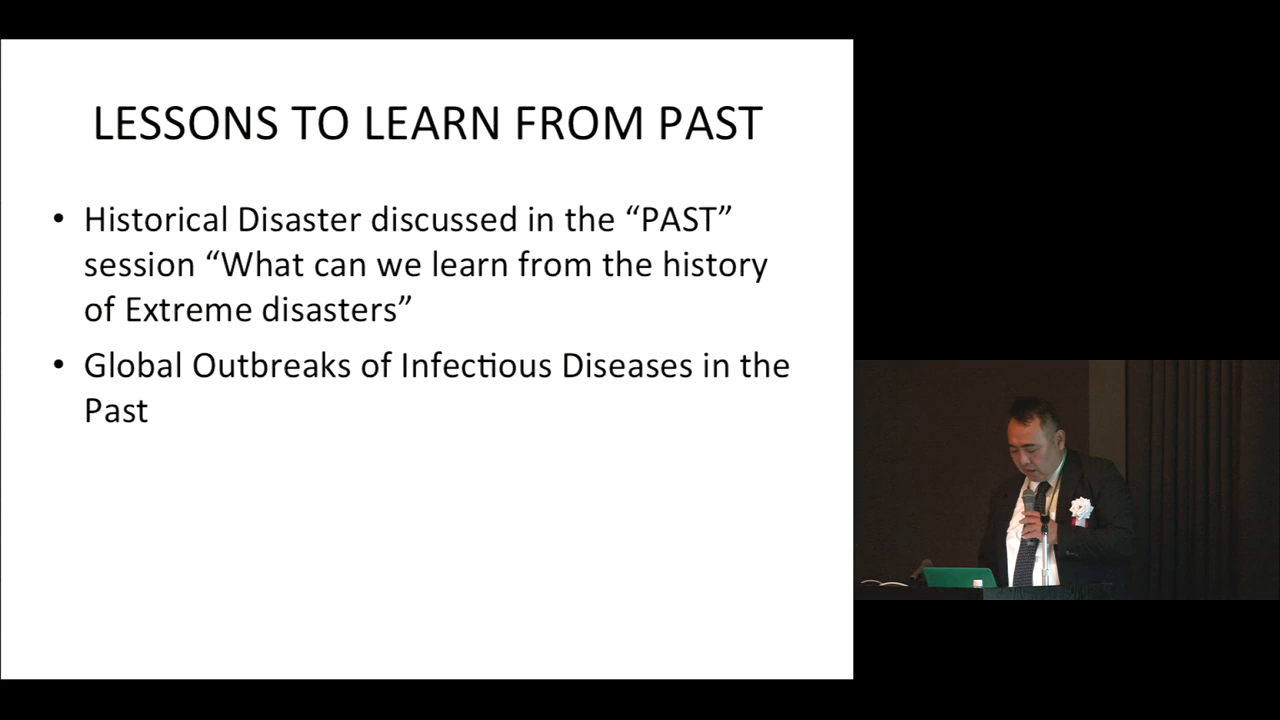 LESSONS TO LEARN FROM PAST
• Historical Disaster discussed in the “PAST”
session “What can we learn from the history
of Extreme disasters”
• Global Outbreaks of Infectious Diseases in the
Past